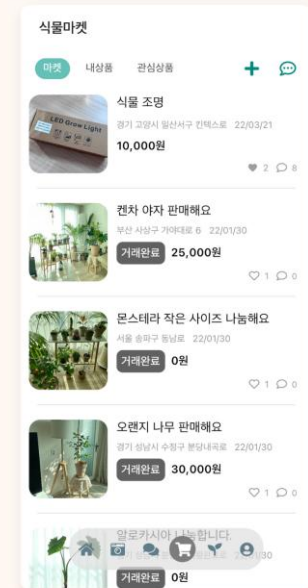 식물마켓
마켓 내상품 관심상품
LED Grow Light
식물 조명
경기 고양시 일산서구 킨텍스로 22/03/21
10,000원
2 8
켄차 야자 판매해요
부산 사상구 가야대로 6 22/01/30
거래완료 25,000원
1 0
몬스테라 작은 사이즈 나눔해요
서울 송파구 동남로 22/01/30
거래완료 0원
1 0
오랜지 나무 판매해요
경기 성남시 수정구 분당내곡로 22/01/30
거래완료 30,000원
1 0
알로카시아 나눔합니다.
/30
거래완료 0원